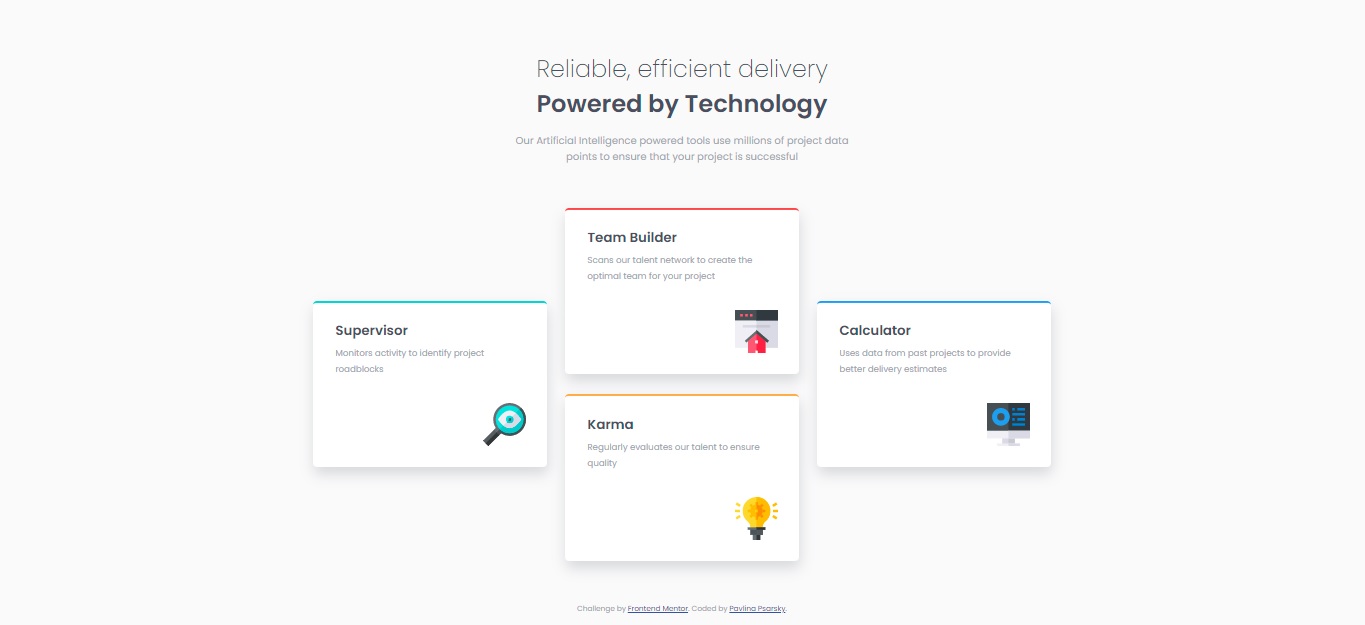 Reliable, efficient delivery
Powered by Technology
Our Artificial Intelligence powered tools use millions of project data
points to ensure that your project is successful
Supervisor
Monitors activity to identify project
roadblocks
Team Builder
Scans our talent network to create the
optimal team for your project
Karma
Regularly evaluates our talent to ensure
quality
Calculator
Uses data from past projects to provide
better delivery estimates
Challenge by Frontend Mentor. Coded by Pavlina Psarsky.